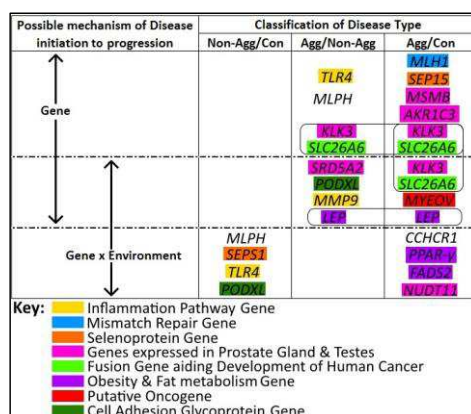 Possible mechanism of Disease initiation to progression
Classification of Disease Type
Non-Agg/Con Agg/Non-Agg Agg/Con
Gene
MLH1
TLR4 SEP15
MLPH MSMB
AKR1C3
KLK3 KLK3
SLC26A6 SLC26A6
SRD5A2 KLK3
PODXL SLC26A6
MMP9 MYEOV
LEP LEP
Gene x Environment
MLPH CCHCR1
SEPS1 PPAR-γ
TLR4 FADS2
PODXL NUDT11
Key:
Inflammation Pathway Gene
Mismatch Repair Gene
Selenoprotein Gene
Genes expressed in Prostate Gland & Testes
Fusion Gene aiding Development of Human Cancer
Obesity & Fat metabolism Gene
Putative Oncogene
Cell Adhesion Glycoprotein Gene